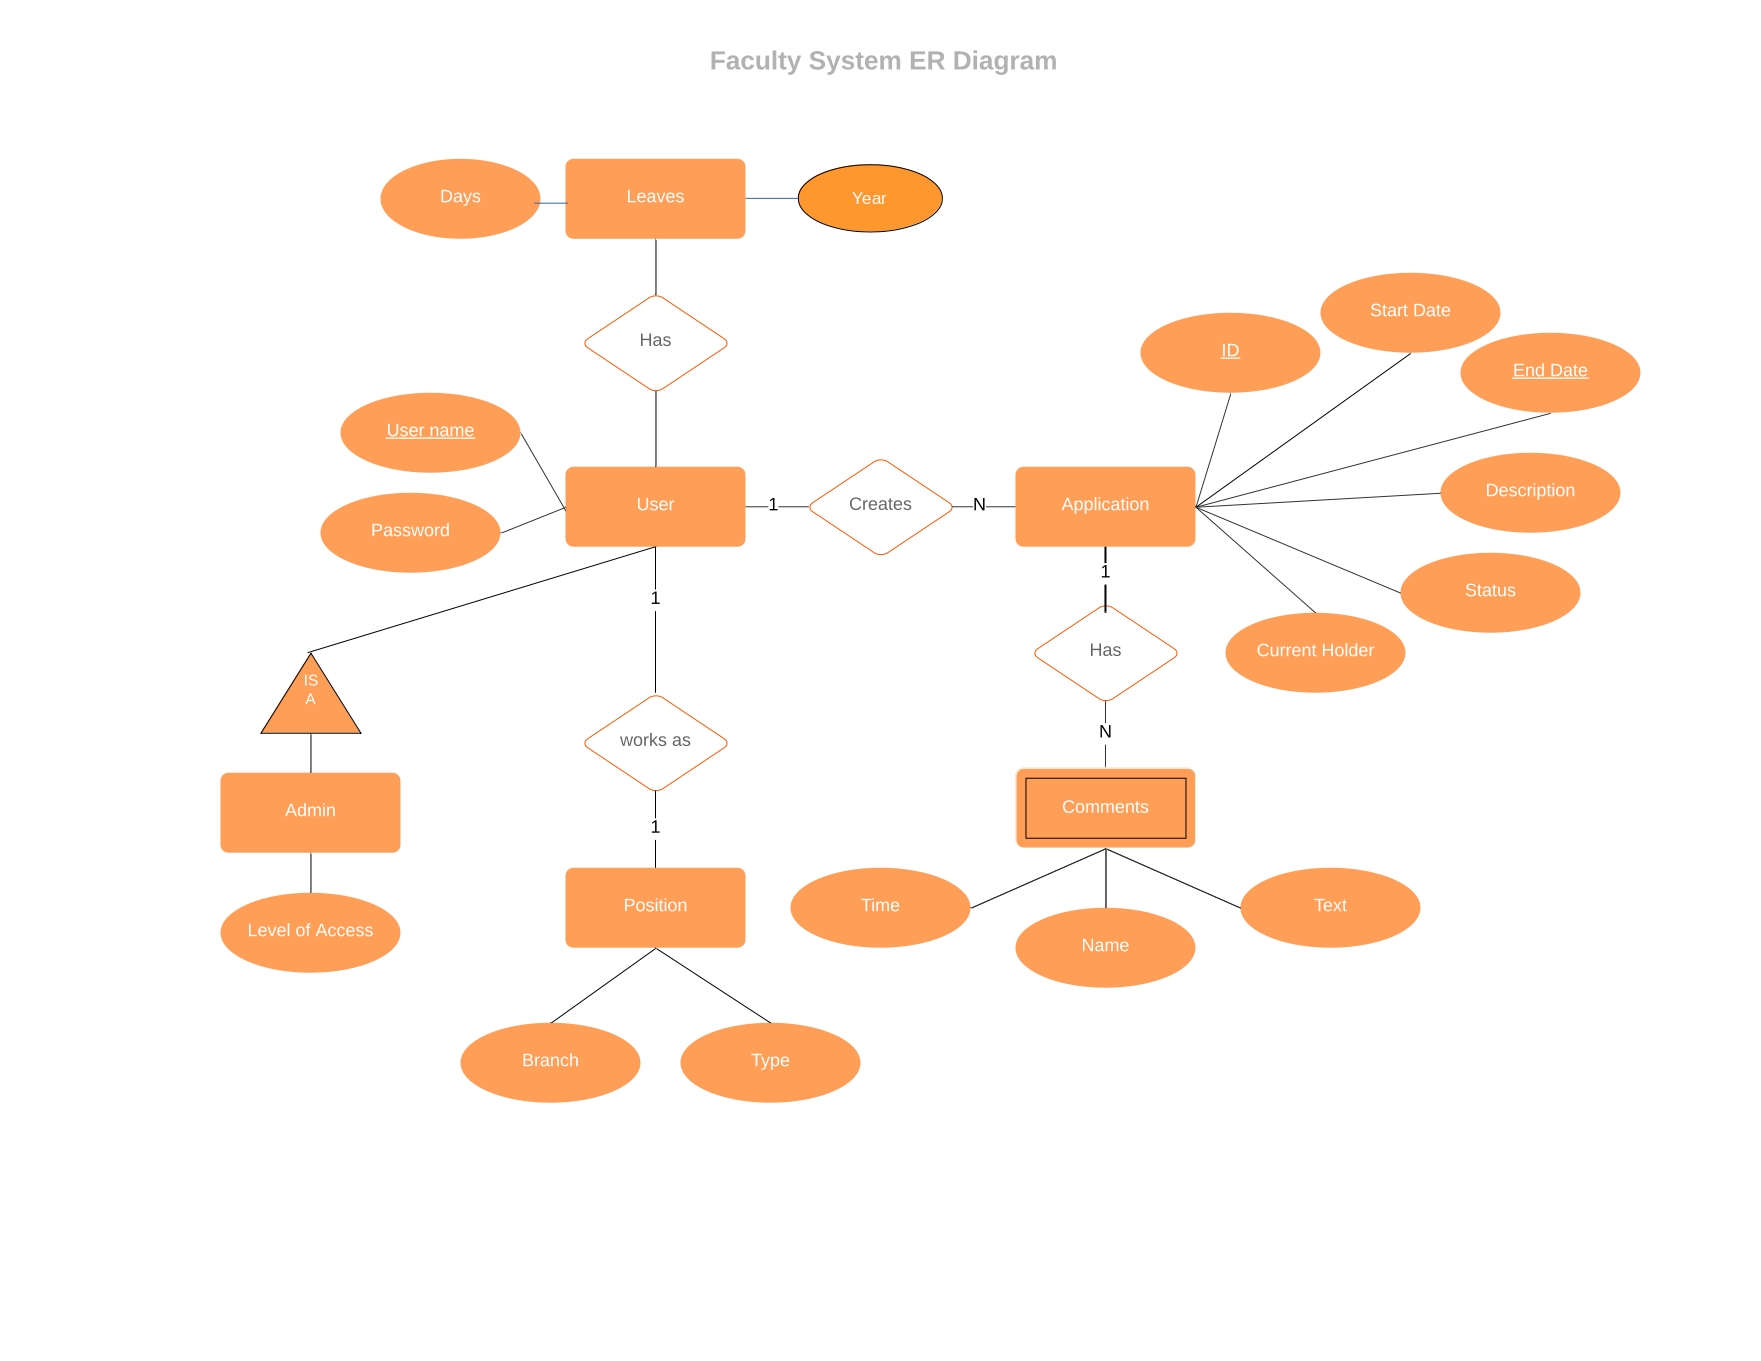 Faculty System ER Diagram
Days
Leaves
Year
Has
Start Date
ID
End Date
User name
User
1
Creates
N
Application
Description
Password
1
1
Status
Has
Current Holder
IS
A
works as
N
Admin
1
Comments
Level of Access
Position
Time
Name
Text
Branch
Type